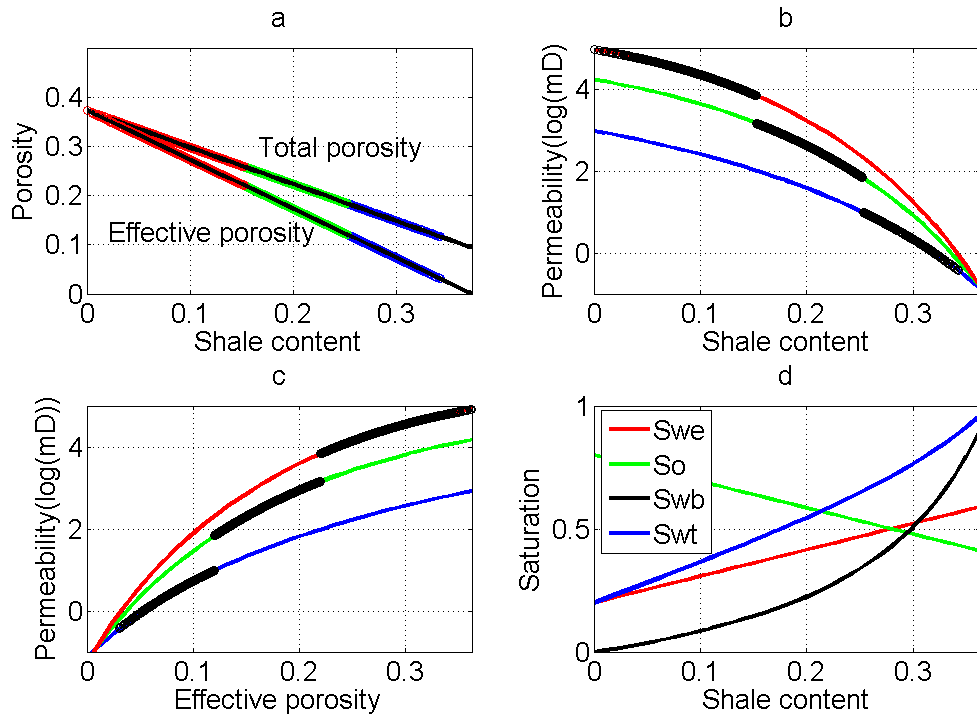 a
Porosity
0.4
0.3
0.2
0.1
0
Total porosity
Effective porosity
0
0.1
0.2
0.3
Shale content
b
Permeability(log(mD)
4
2
0
0
0.1
0.2
0.3
Shale content
c
Permeability(log(mD))
4
2
0
0
0.1
0.2
0.3
Effective porosity
d
Saturation
1
0.5
0
Swe
So
Swb
Swt
0
0.1
0.2
0.3
Shale content